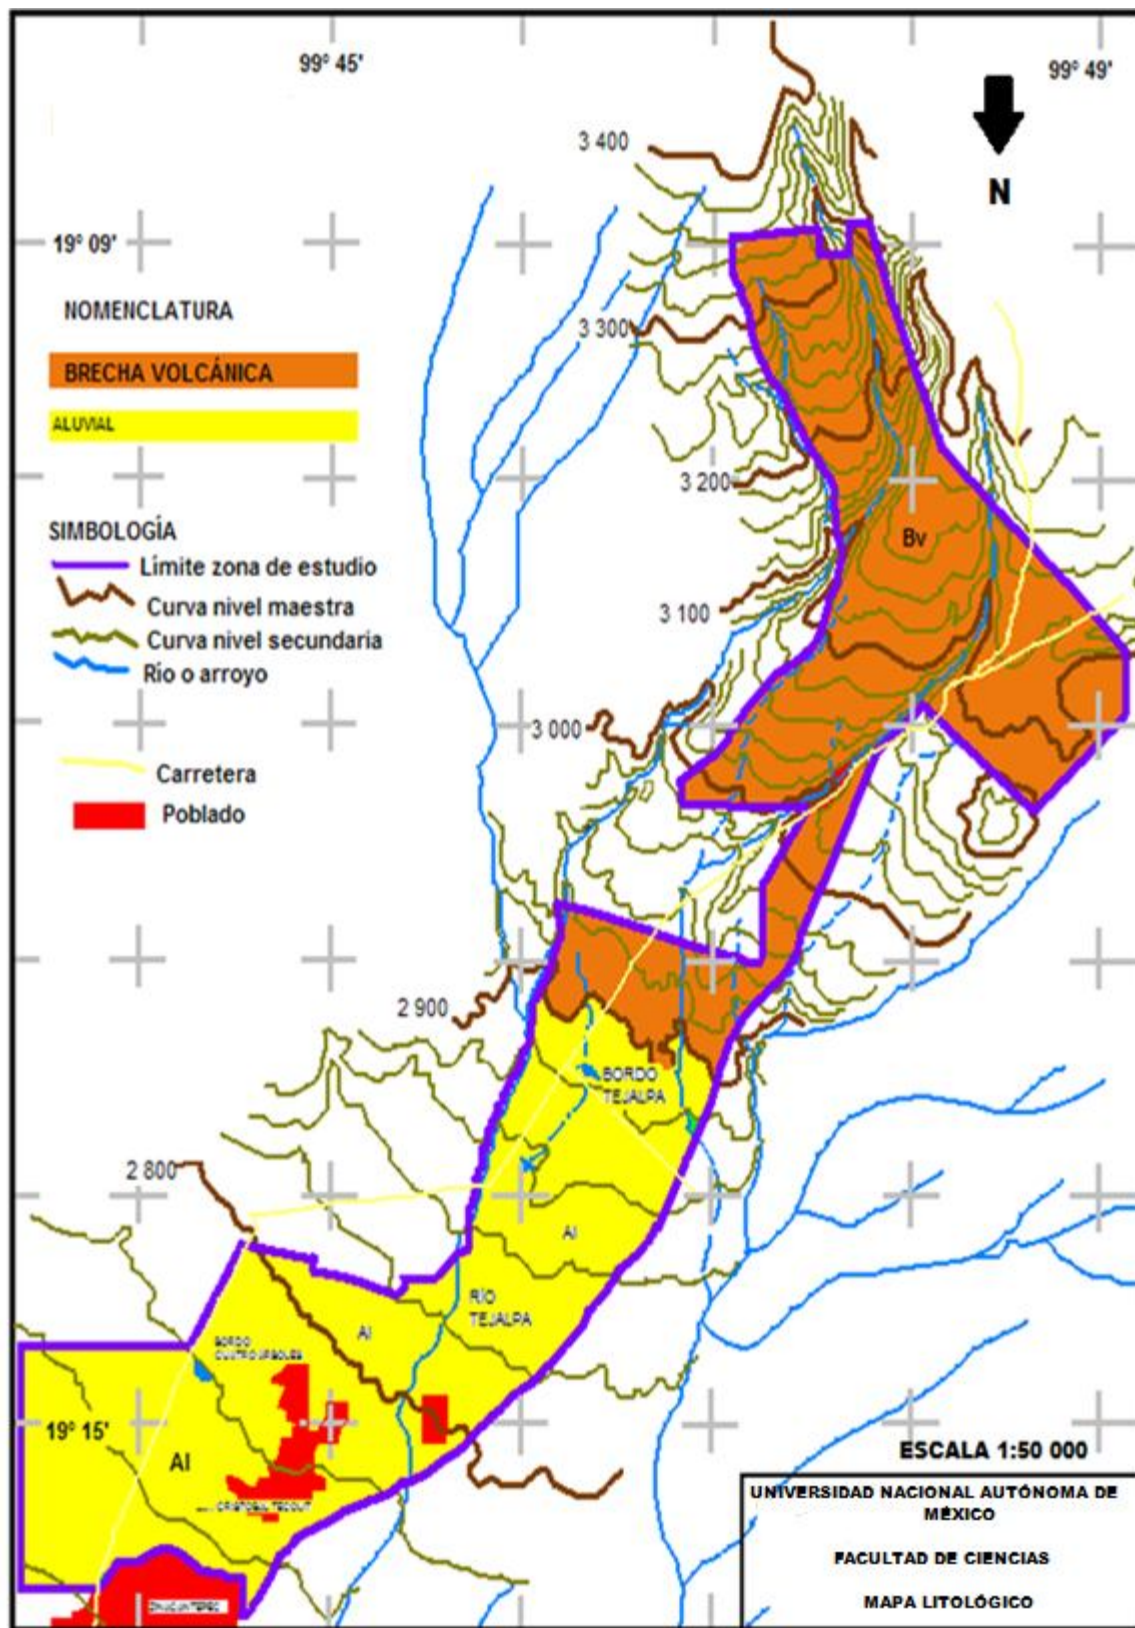 99° 45'
99° 49'
3 400
N
19° 09'
NOMENCLATURA
3 300
BRECHA VOLCÁNICA
ALUVIAL
3 200
SIMBOLOGÍA
Bv
Límite zona de estudio
Curva nivel maestra
3 100
Curva nivel secundaria
Río o arroyo
3 000
Carretera
Poblado
2 900
BORDO
TEJALPA
2 800
Al
RÍO
TEJALPA
Al
BORDO
19° 15'
Al
ESCALA 1:50 000
UNIVERSIDAD NACIONAL AUTÓNOMA DE
MÉXICO
FACULTAD DE CIENCIAS
MAPA LITOLÓGICO